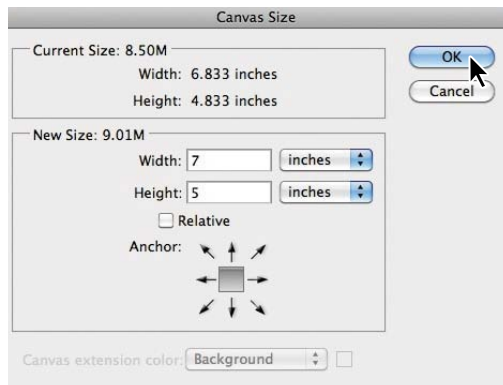 Canvas Size
Current Size: 8.50M
Width: 6.833 inches
Height: 4.833 inches
OK
Cancel
New Size: 9.01M
Width: 7 inches
Height: 5 inches
Relative
Anchor:
Canvas extension color: Background